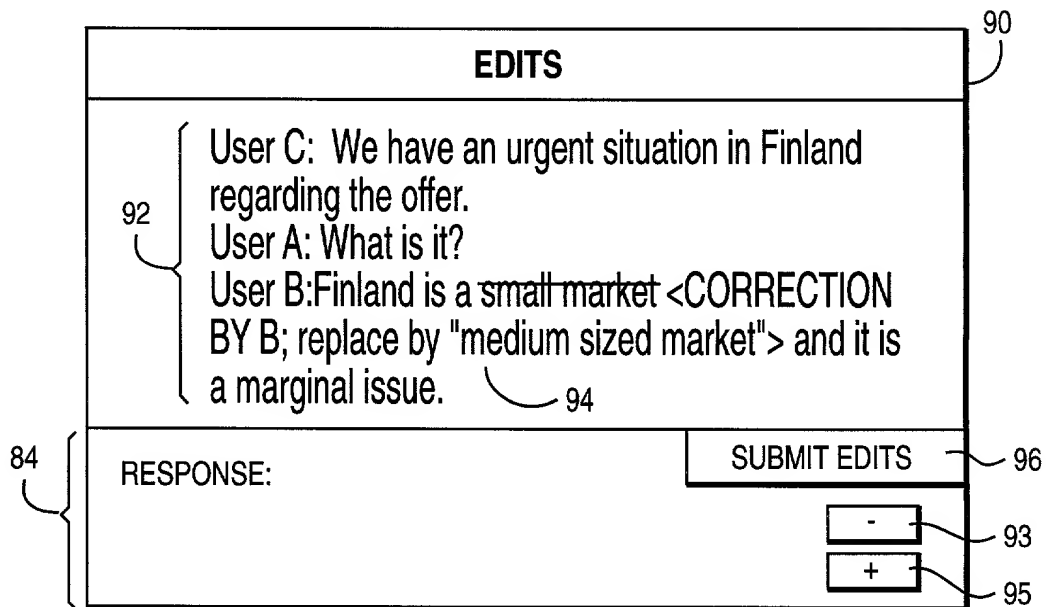 90
EDITS
User C: We have an urgent situation in Finland
regarding the offer.
92
User A: What is it?
User B:Finland is a small market <CORRECTION
BY B; replace by "medium sized market"> and it is
a marginal issue.
94
84
RESPONSE:
SUBMIT EDITS
96
-
93
+
95